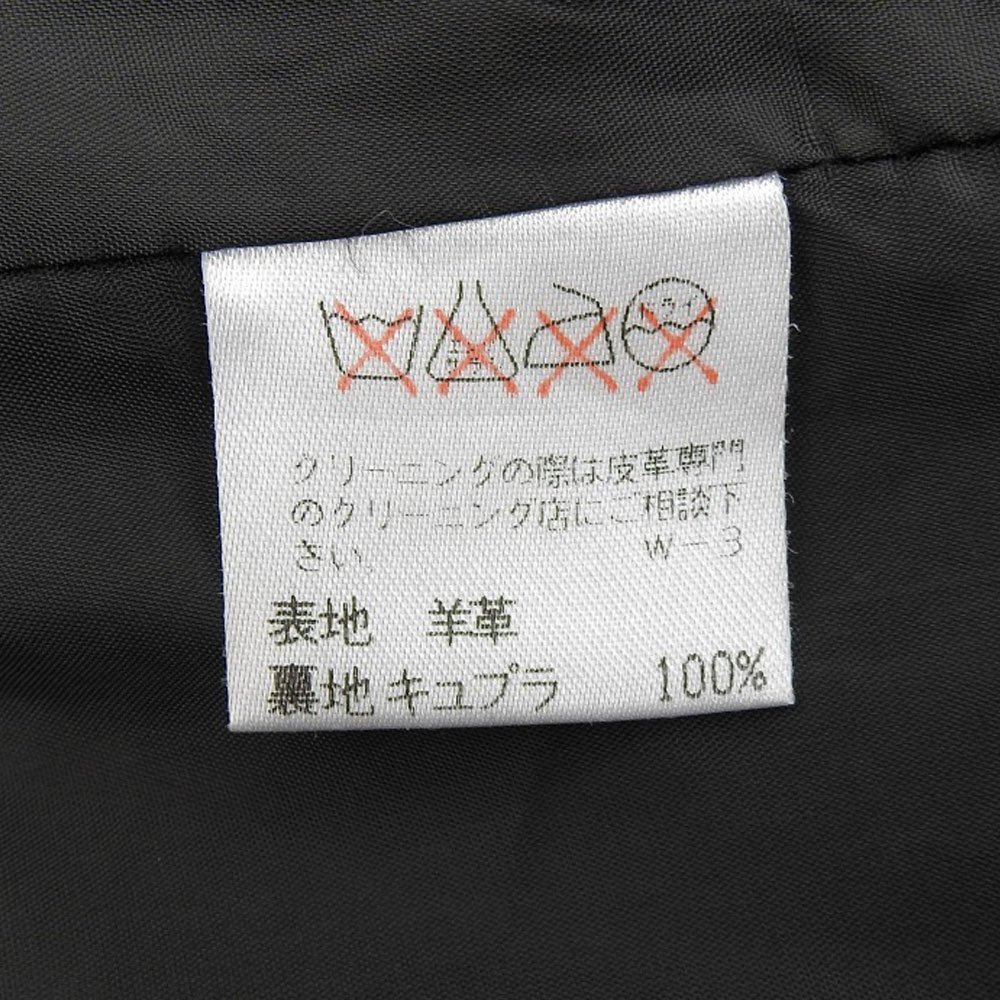 クリーニングの際は皮革専門
のクリーニング店にご相談下
さい。 W-3
表地 羊革
裏地 キュプラ 100%